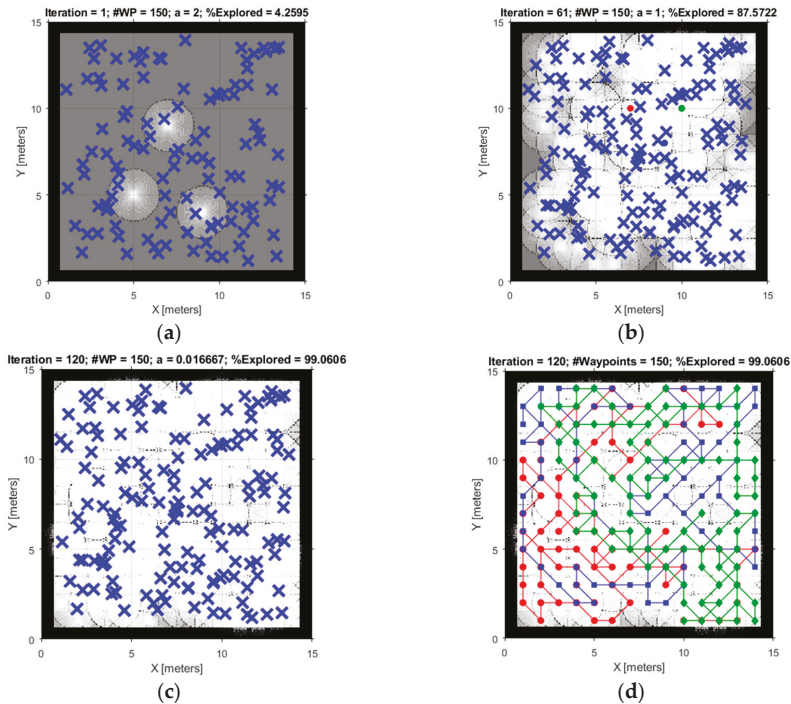 Iteration = 1; #WP = 150; a = 2; %Explored = 4.2595
15
10
5
0
Y [meters]
0 5 10 15
X [meters]
(a)
Iteration = 61; #WP = 150; a = 1; %Explored = 87.5722
15
10
5
0
Y [meters]
0 5 10 15
X [meters]
(b)
Iteration = 120; #WP = 150; a = 0.016667; %Explored = 99.0606
15
10
5
0
Y [meters]
0 5 10 15
X [meters]
(c)
Iteration = 120; #Waypoints = 150; %Explored = 99.0606
15
10
5
0
Y [meters]
0 5 10 15
X [meters]
(d)